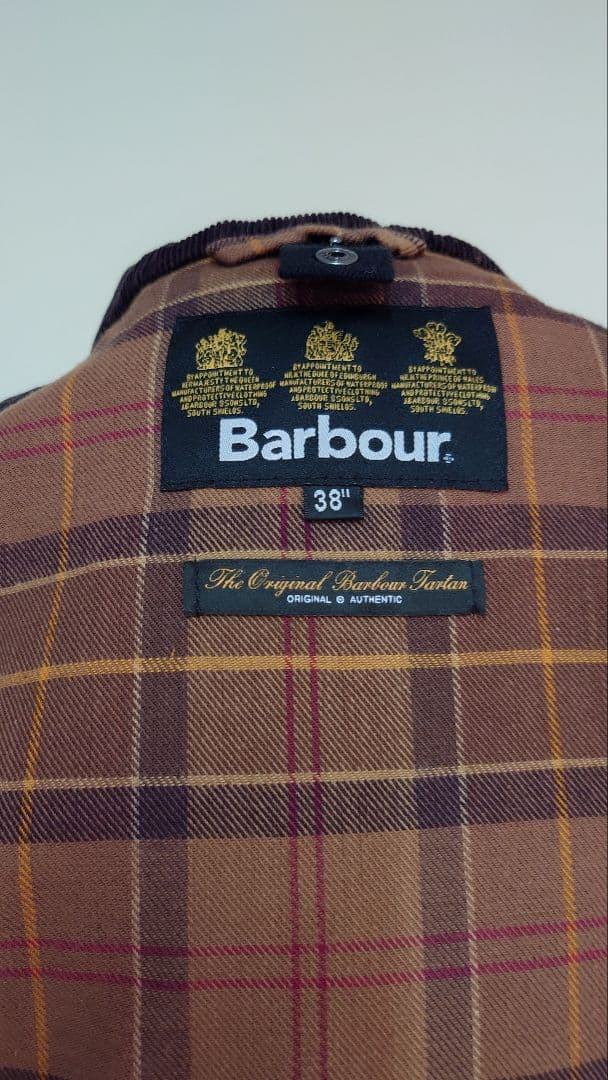 BY APPOINTMENT TO
HER MAJESTY THE QUEEN
MANUFACTURERS OF WATERPROOF
AND PROTECTIVE CLOTHING
J.BARBOUR & SONS LTD,
SOUTH SHIELDS.
BY APPOINTMENT TO
H.R.H. THE DUKE OF EDINBURGH
MANUFACTURERS OF WATERPROOF
AND PROTECTIVE CLOTHING
J.BARBOUR & SONS LTD,
SOUTH SHIELDS.
BY APPOINTMENT TO
H.R.H. THE PRINCE OF WALES
MANUFACTURERS OF WATERPROOF
AND PROTECTIVE CLOTHING
J.BARBOUR & SONS LTD,
SOUTH SHIELDS.
Barbour
38"
The Original Barbour Tartan
ORIGINAL AUTHENTIC